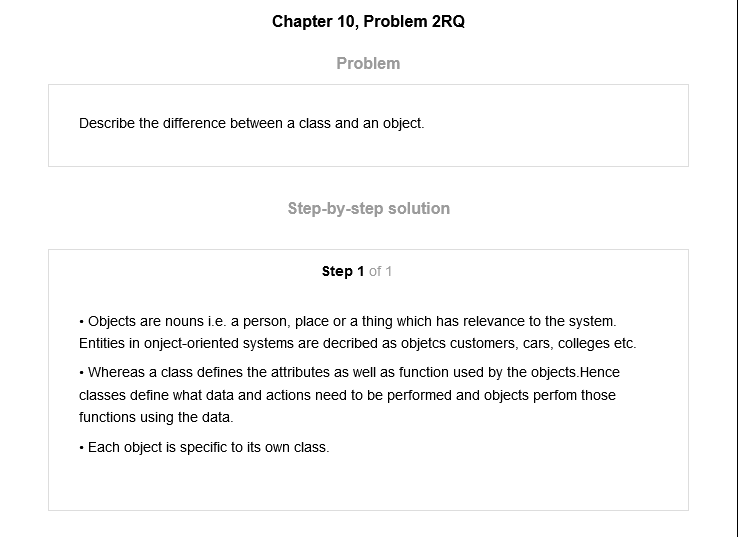 Chapter 10, Problem 2RQ
Problem
Describe the difference between a class and an object.
Step-by-step solution
Step 1 of 1
• Objects are nouns i.e. a person, place or a thing which has relevance to the system.
Entities in onject-oriented systems are decribed as objetcs customers, cars, colleges etc.
• Whereas a class defines the attributes as well as function used by the objects.Hence
classes define what data and actions need to be performed and objects perfom those
functions using the data.
• Each object is specific to its own class.